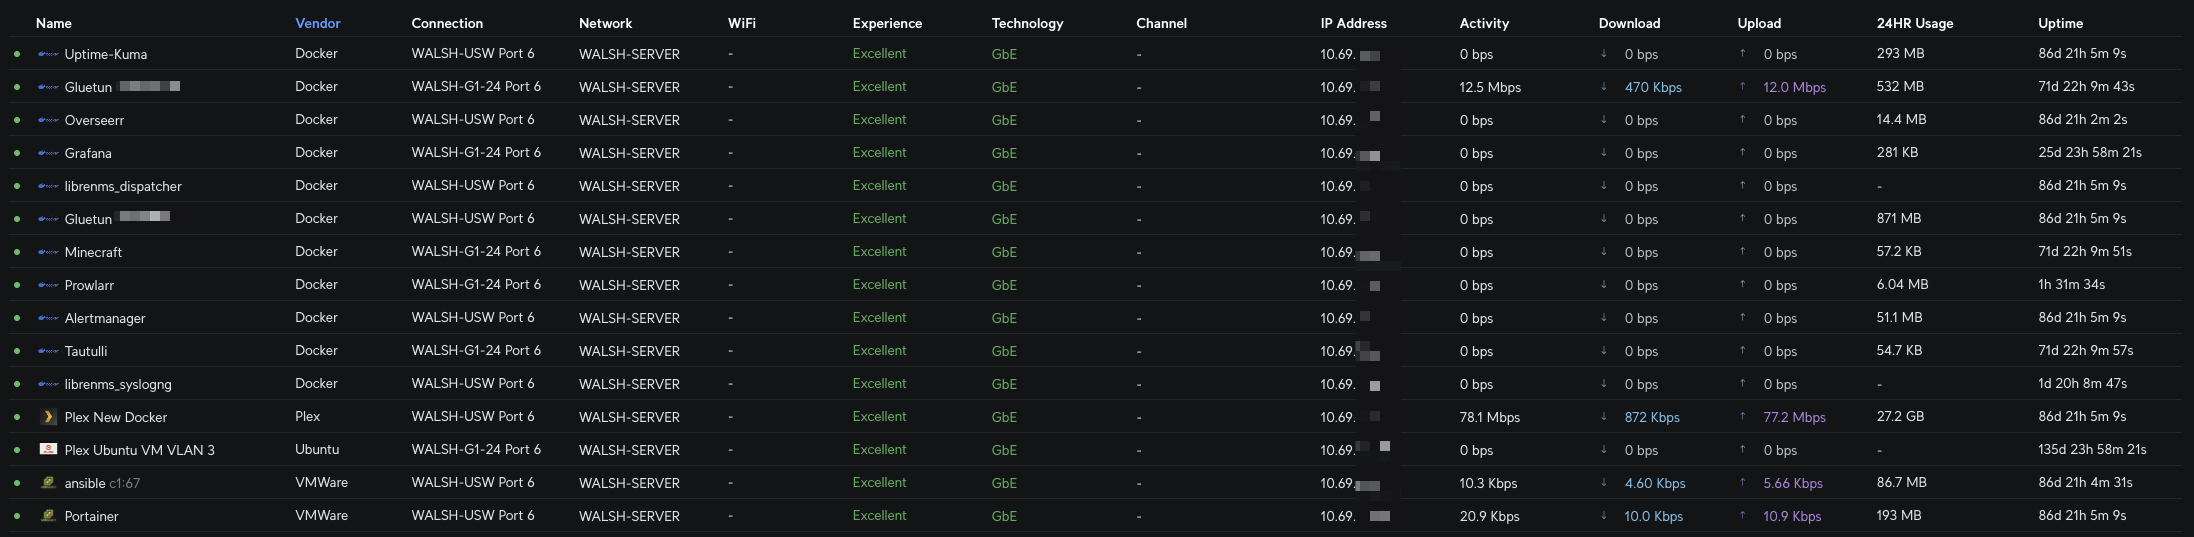 Name Vendor Connection Network WiFi Experience Technology Channel IP Address Activity Download Upload 24HR Usage Uptime
Uptime-Kuma Docker WALSH-USW Port 6 WALSH-SERVER - Excellent GbE - 10.69. 0 bps ↓ 0 bps ↑ 0 bps 293 MB 86d 21h 5m 9s
Gluetun Docker WALSH-G1-24 Port 6 WALSH-SERVER - Excellent GbE - 10.69. 12.5 Mbps ↓ 470 Kbps ↑ 12.0 Mbps 532 MB 71d 22h 9m 43s
Overseerr Docker WALSH-USW Port 6 WALSH-SERVER - Excellent GbE - 10.69. 0 bps ↓ 0 bps ↑ 0 bps 14.4 MB 86d 21h 2m 2s
Grafana Docker WALSH-G1-24 Port 6 WALSH-SERVER - Excellent GbE - 10.69. 0 bps ↓ 0 bps ↑ 0 bps 281 KB 25d 23h 58m 21s
librenms_dispatcher Docker WALSH-USW Port 6 WALSH-SERVER - Excellent GbE - 10.69. 0 bps ↓ 0 bps ↑ 0 bps - 86d 21h 5m 9s
Gluetun Docker WALSH-USW Port 6 WALSH-SERVER - Excellent GbE - 10.69. 0 bps ↓ 0 bps ↑ 0 bps 871 MB 86d 21h 5m 9s
Minecraft Docker WALSH-G1-24 Port 6 WALSH-SERVER - Excellent GbE - 10.69. 0 bps ↓ 0 bps ↑ 0 bps 57.2 KB 71d 22h 9m 51s
Prowlarr Docker WALSH-G1-24 Port 6 WALSH-SERVER - Excellent GbE - 10.69. 0 bps ↓ 0 bps ↑ 0 bps 6.04 MB 1h 31m 34s
Alertmanager Docker WALSH-USW Port 6 WALSH-SERVER - Excellent GbE - 10.69. 0 bps ↓ 0 bps ↑ 0 bps 51.1 MB 86d 21h 5m 9s
Tautulli Docker WALSH-G1-24 Port 6 WALSH-SERVER - Excellent GbE - 10.69. 0 bps ↓ 0 bps ↑ 0 bps 54.7 KB 71d 22h 9m 57s
librenms_syslogng Docker WALSH-USW Port 6 WALSH-SERVER - Excellent GbE - 10.69. 0 bps ↓ 0 bps ↑ 0 bps - 1d 20h 8m 47s
Plex New Docker Plex WALSH-USW Port 6 WALSH-SERVER - Excellent GbE - 10.69. 78.1 Mbps ↓ 872 Kbps ↑ 77.2 Mbps 27.2 GB 86d 21h 5m 9s
Plex Ubuntu VM VLAN 3 Ubuntu WALSH-G1-24 Port 6 WALSH-SERVER - Excellent GbE - 10.69. 0 bps ↓ 0 bps ↑ 0 bps - 135d 23h 58m 21s
ansible c1:67 VMWare WALSH-USW Port 6 WALSH-SERVER - Excellent GbE - 10.69. 10.3 Kbps ↓ 4.60 Kbps ↑ 5.66 Kbps 86.7 MB 86d 21h 4m 31s
Portainer VMWare WALSH-USW Port 6 WALSH-SERVER - Excellent GbE - 10.69. 20.9 Kbps ↓ 10.0 Kbps ↑ 10.9 Kbps 193 MB 86d 21h 5m 9s